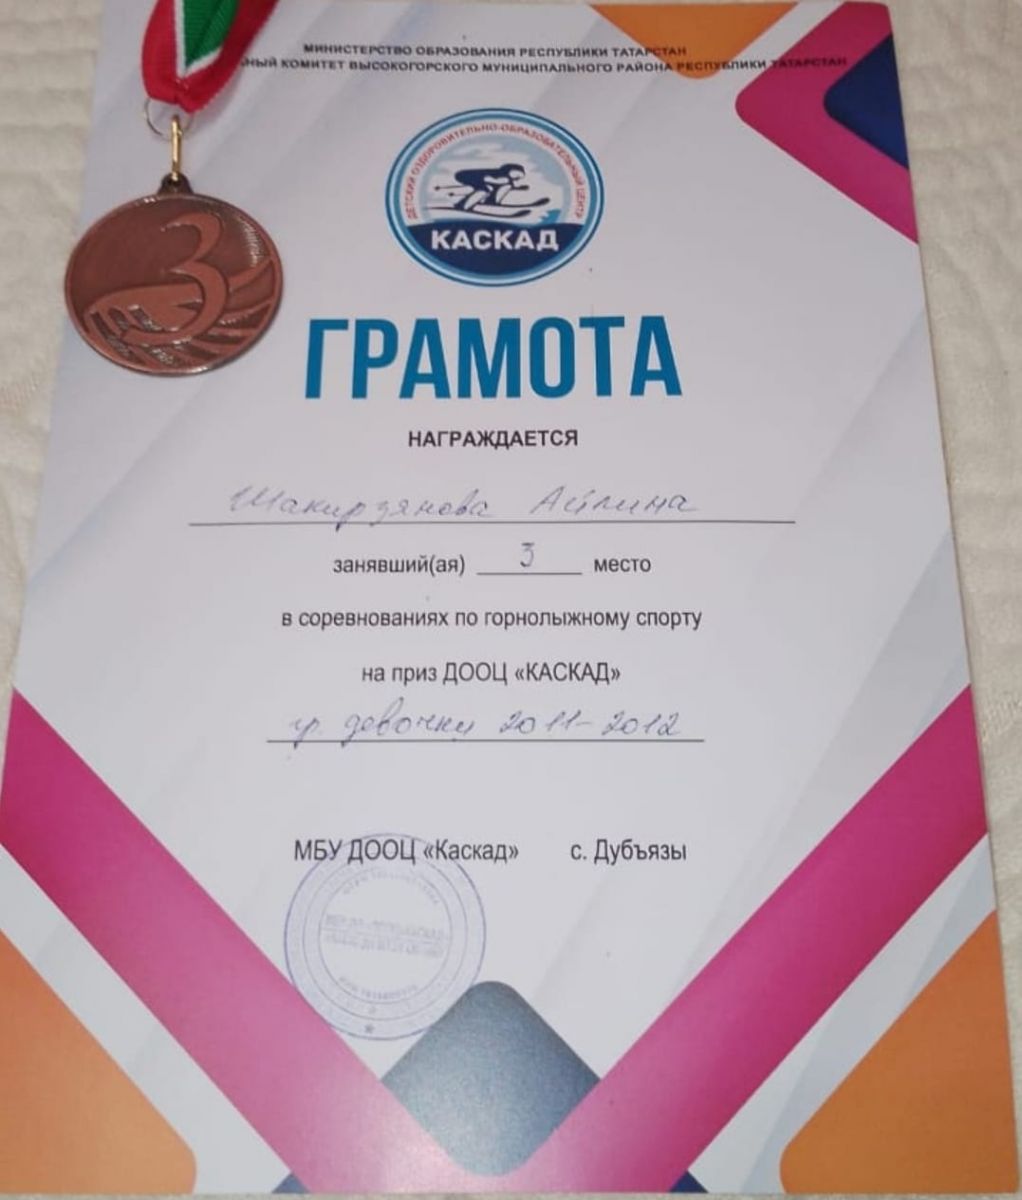 МИНИСТЕРСТВО ОБРАЗОВАНИЯ РЕСПУБЛИКИ ТАТАРСТАН
КОМИТЕТ ВЫСОКОГОРСКОГО МУНИЦИПАЛЬНОГО РАЙОНА РЕСПУБЛИКИ ТАТАРСТАН
ДЕТСКИЙ ОЗДОРОВИТЕЛЬНО-ОБРАЗОВАТЕЛЬНЫЙ ЦЕНТР
КАСКАД
3
ГРАМОТА
НАГРАЖДАЕТСЯ
Шакирзянова Айлина
занявший(ая) 3 место
в соревнованиях по горнолыжному спорту
на приз ДООЦ «КАСКАД»
гр. девочки 2011-2012
МБУ ДООЦ «Каскад» с. Дубъязы